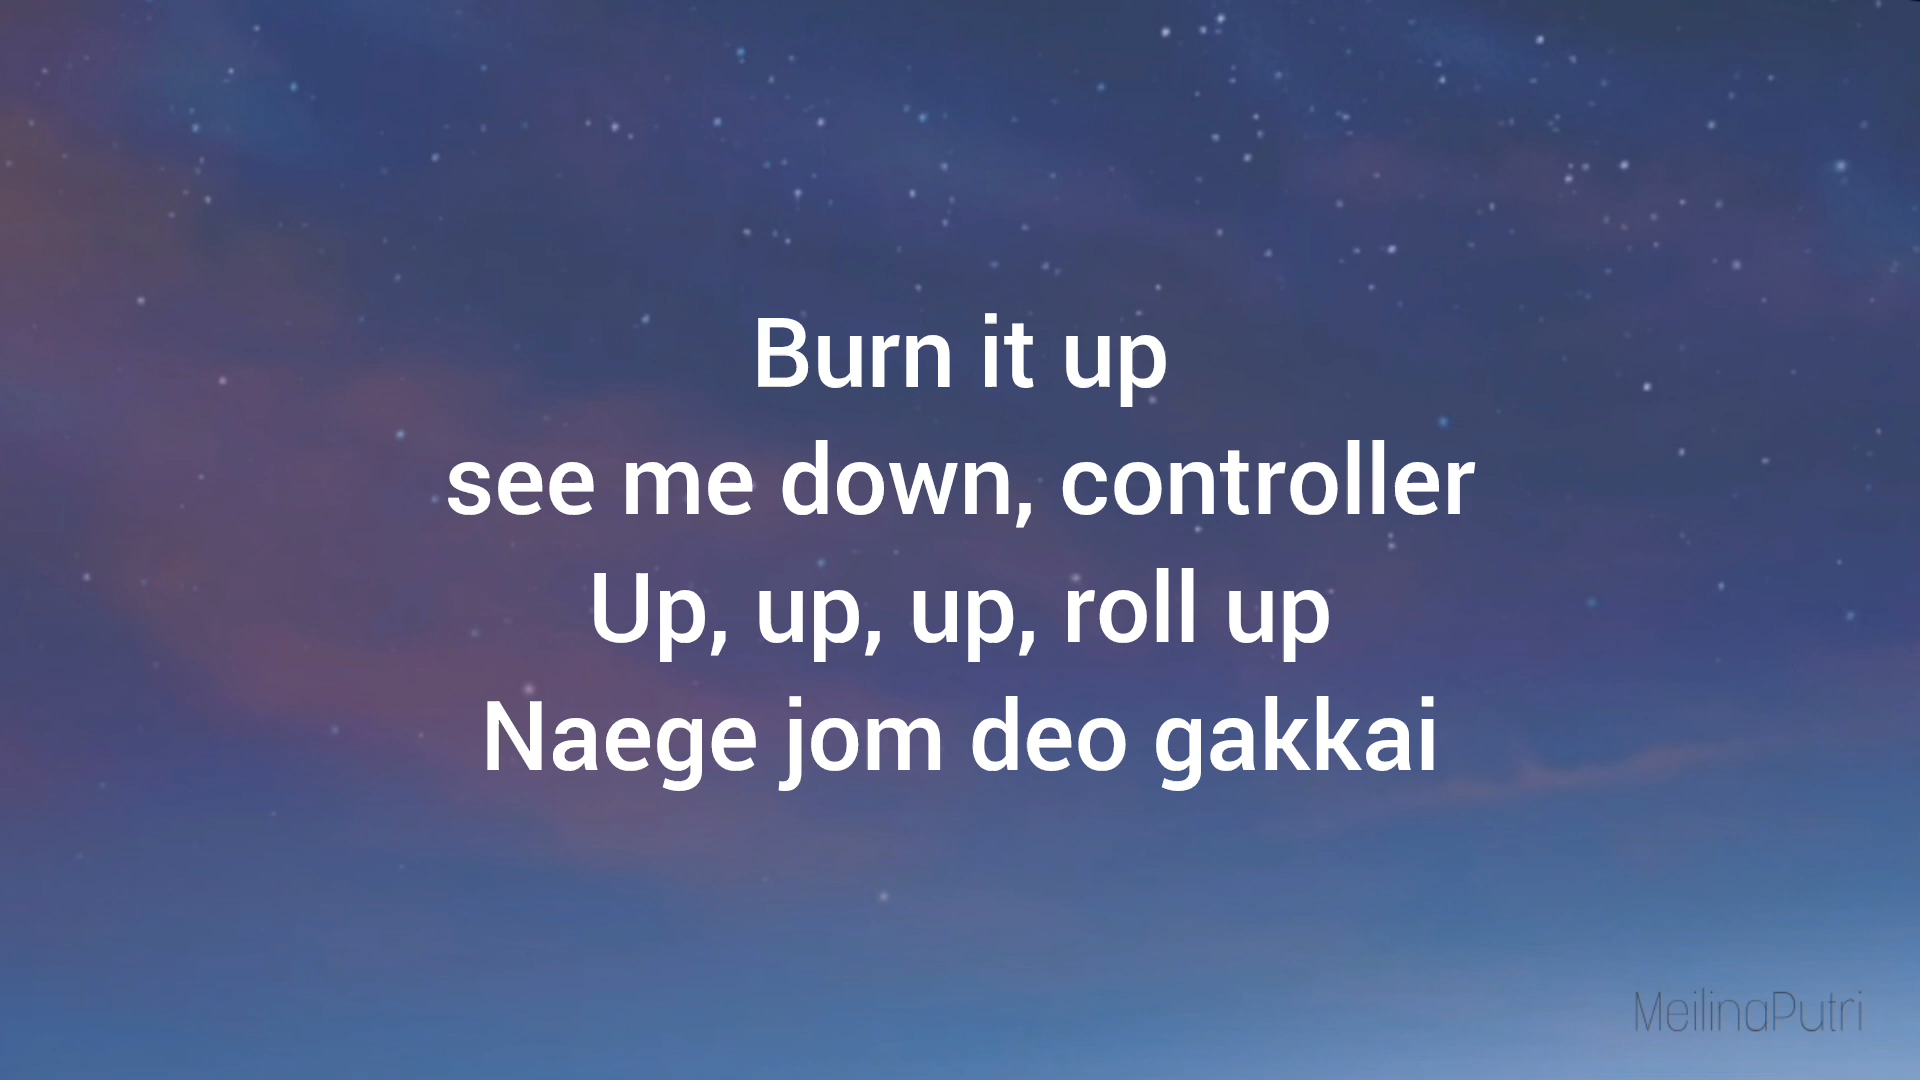 Burn it up
see me down, controller
Up, up, up, roll up
Naege jom deo gakkai
MeilinaPutri